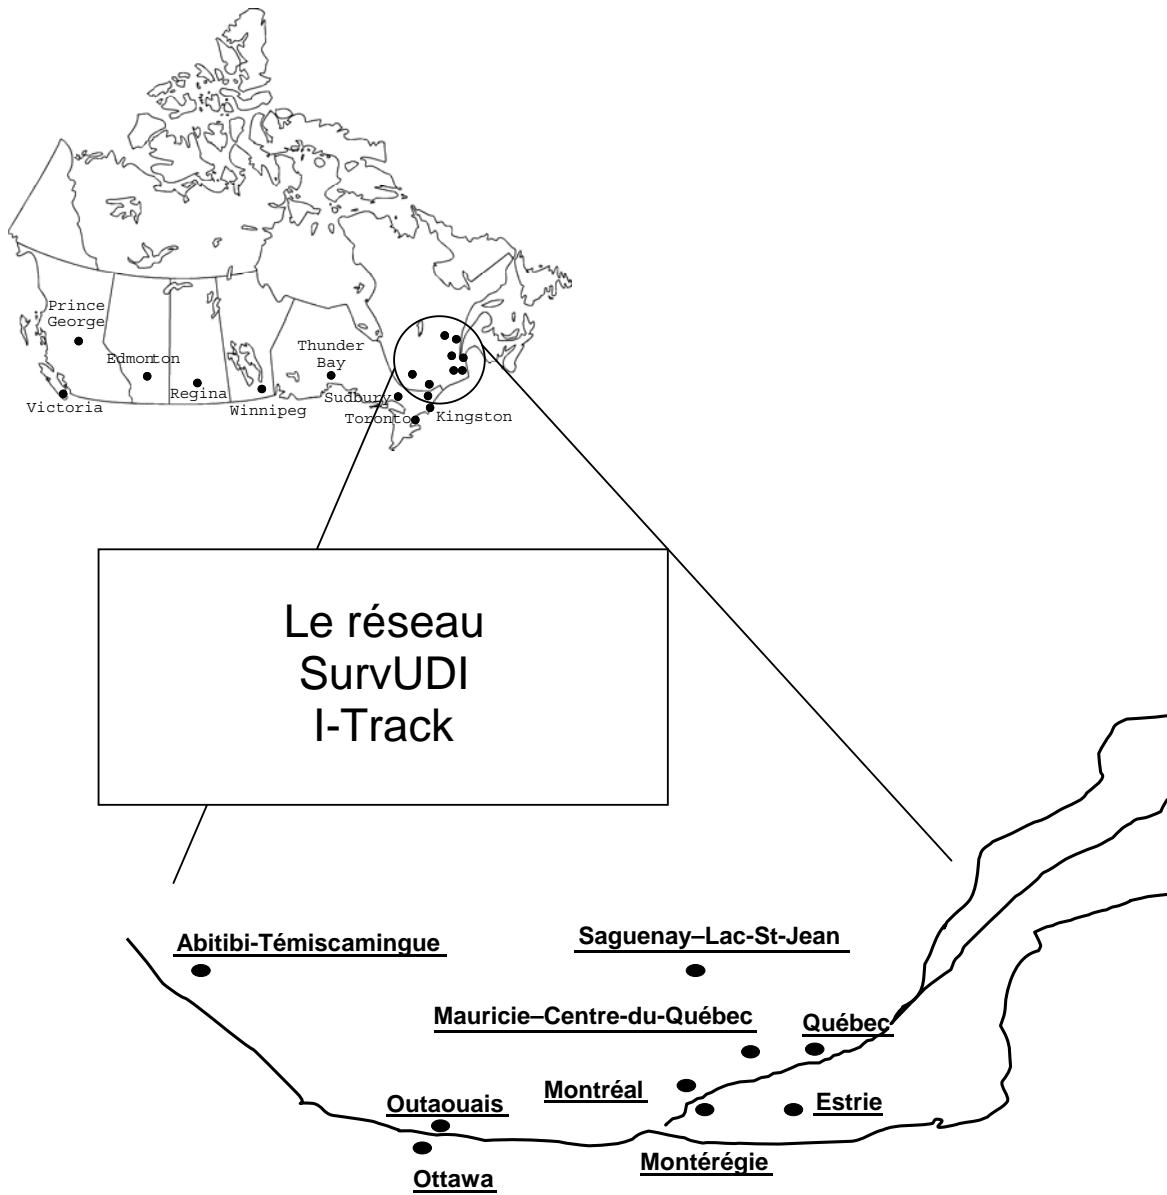 Prince
George
Edmonton
Thunder
Bay
Regina
Sudbury
Victoria
Winnipeg
Toronto
Kingston
Le réseau
SurvUDI
I-Track
Abitibi-Témiscamingue
Saguenay–Lac-St-Jean
Mauricie–Centre-du-Québec
Québec
Montréal
Outaouais
Estrie
Montérégie
Ottawa